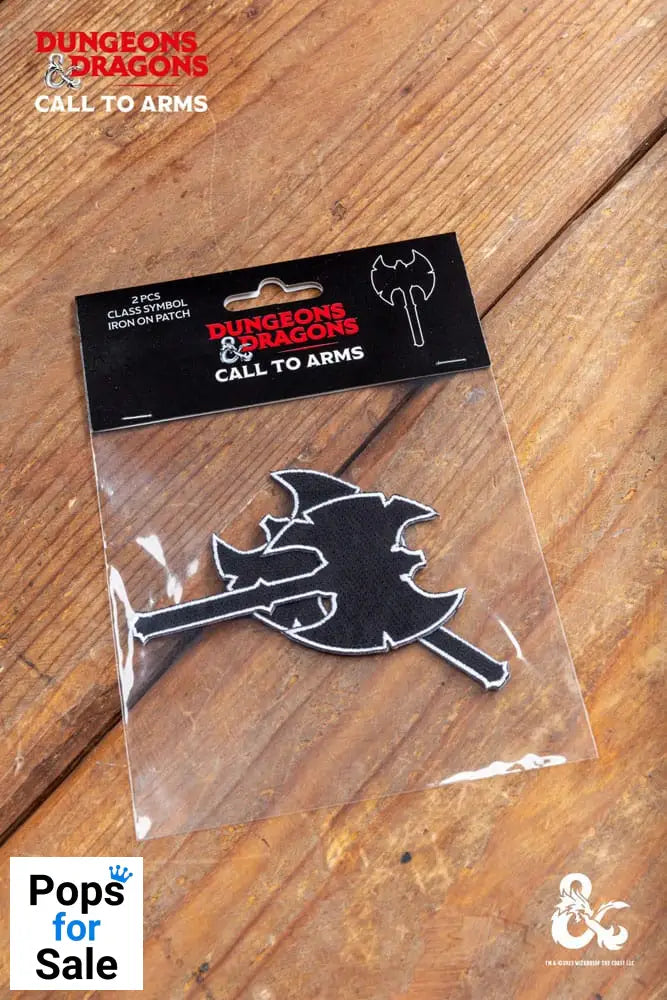 DUNGEONS
& DRAGONS
CALL TO ARMS
2 PCS
CLASS SYMBOL
IRON ON PATCH
DUNGEONS
& DRAGONS
CALL TO ARMS
Pops
for
Sale
&